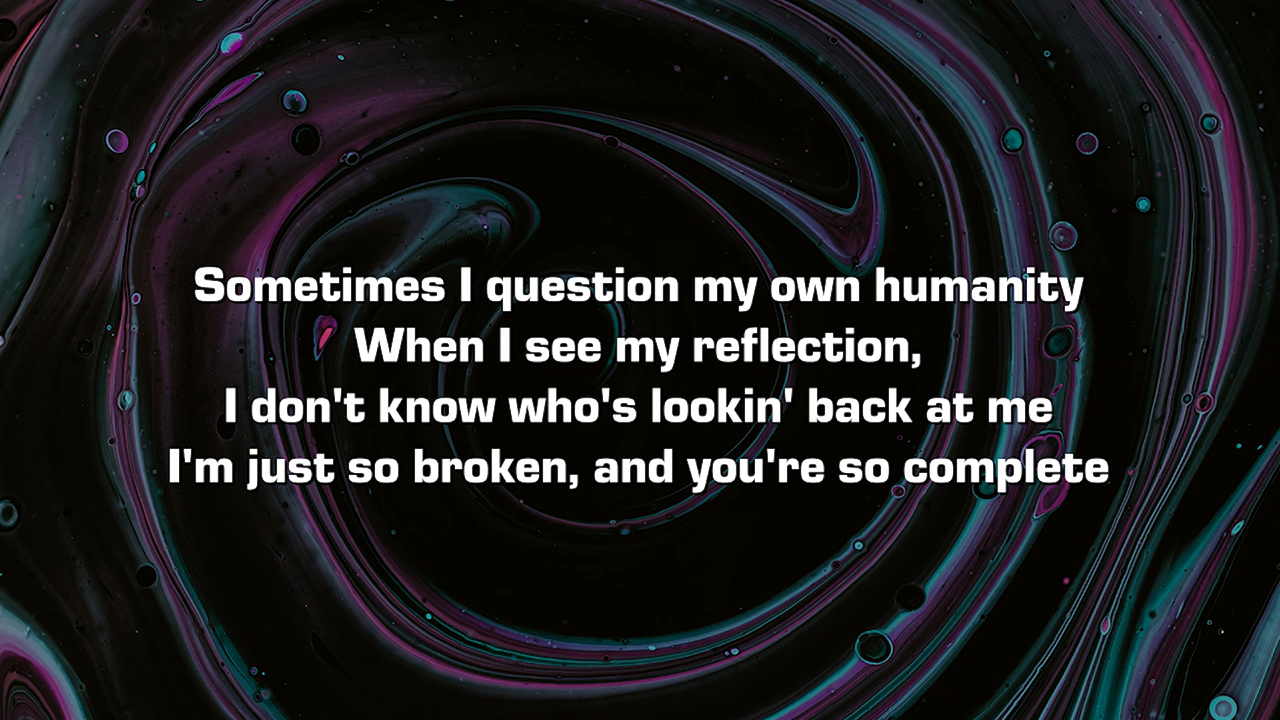 Sometimes I question my own humanity
When I see my reflection,
I don't know who's lookin' back at me
I'm just so broken, and you're so complete